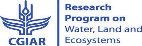 Research
Program on
Water, Land and
Ecosystems
CGIAR